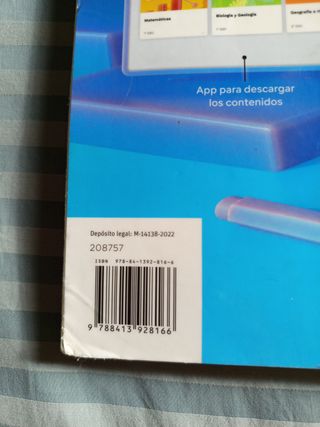 Matemáticas
Biología y Geología
Geografía
App para descargar
los contenidos
Depósito legal: M-14138-2022
208757
ISBN 978-84-1392-816-6
9 788413 928166